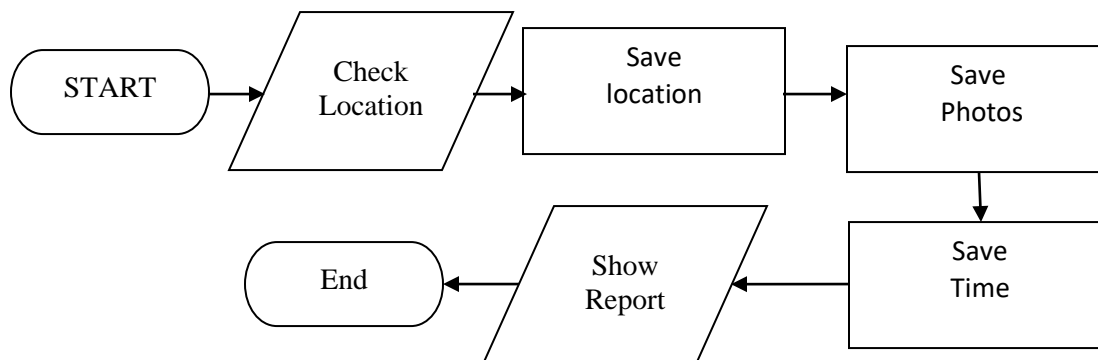 START
Check
Location
Save
location
Save
Photos
Save
Time
Show
Report
End